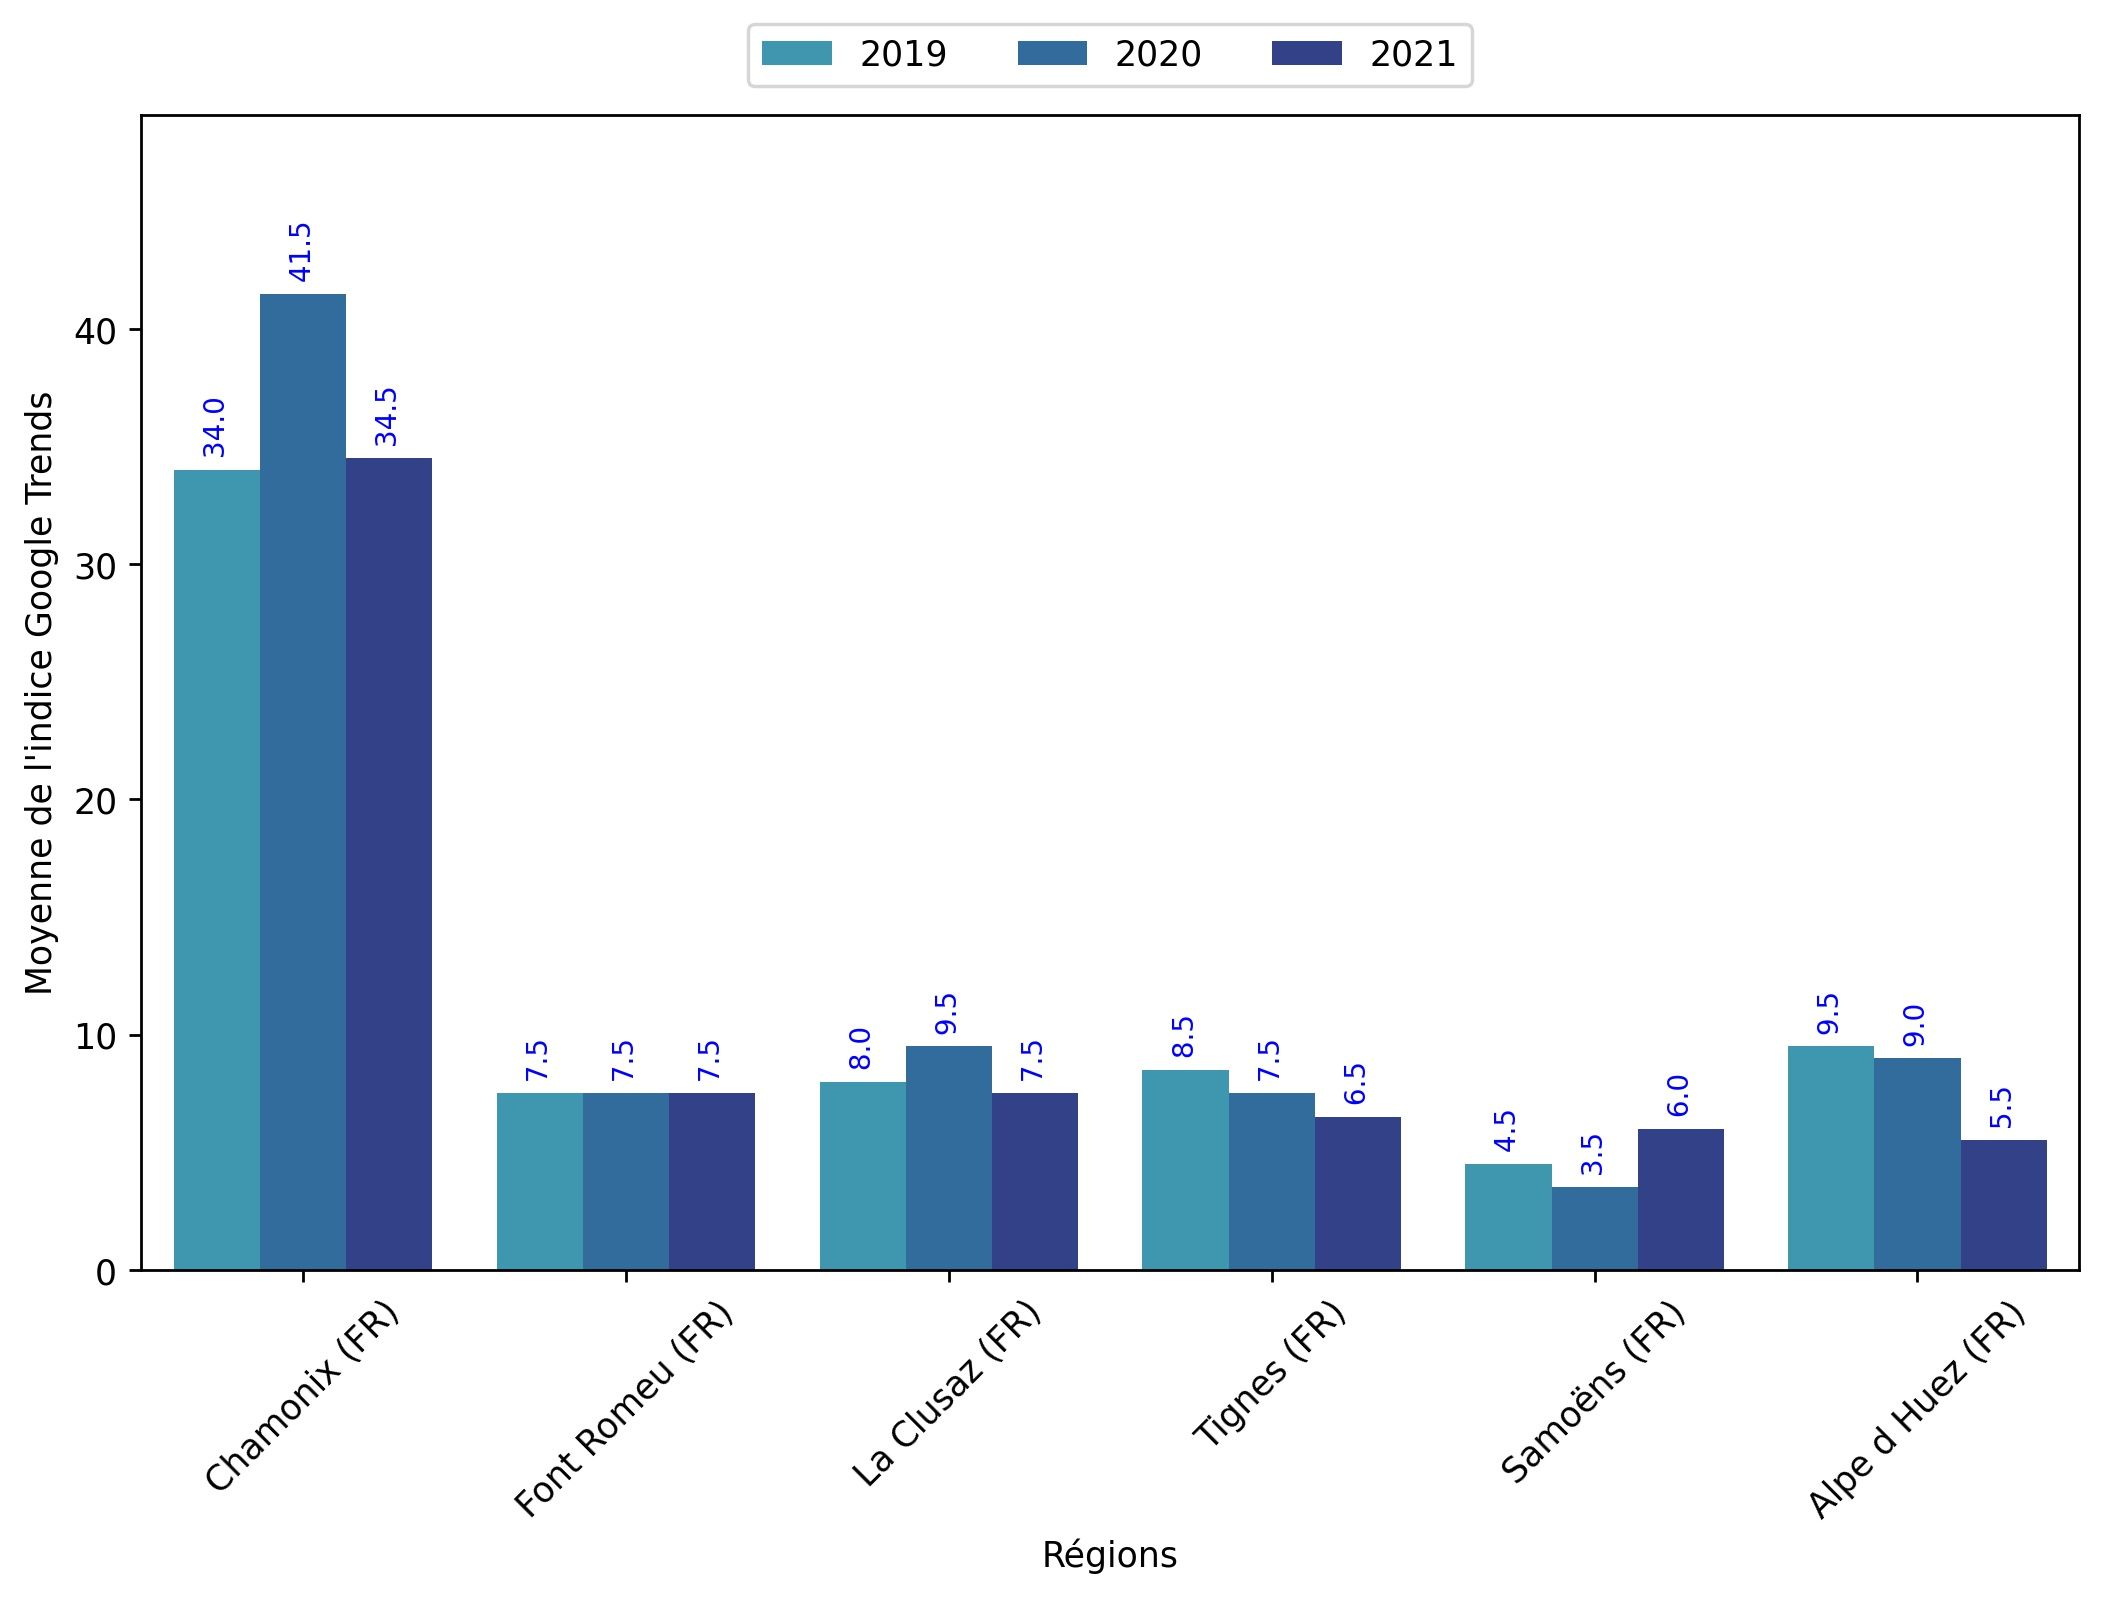 2019 2020 2021
Moyenne de l'indice Google Trends
40
30
20
10
0
34.0 41.5 34.5
7.5 7.5 7.5
8.0 9.5 7.5
8.5 7.5 6.5
4.5 3.5 6.0
9.5 9.0 5.5
Chamonix (FR)
Font Romeu (FR)
La Clusaz (FR)
Tignes (FR)
Samoëns (FR)
Alpe d Huez (FR)
Régions